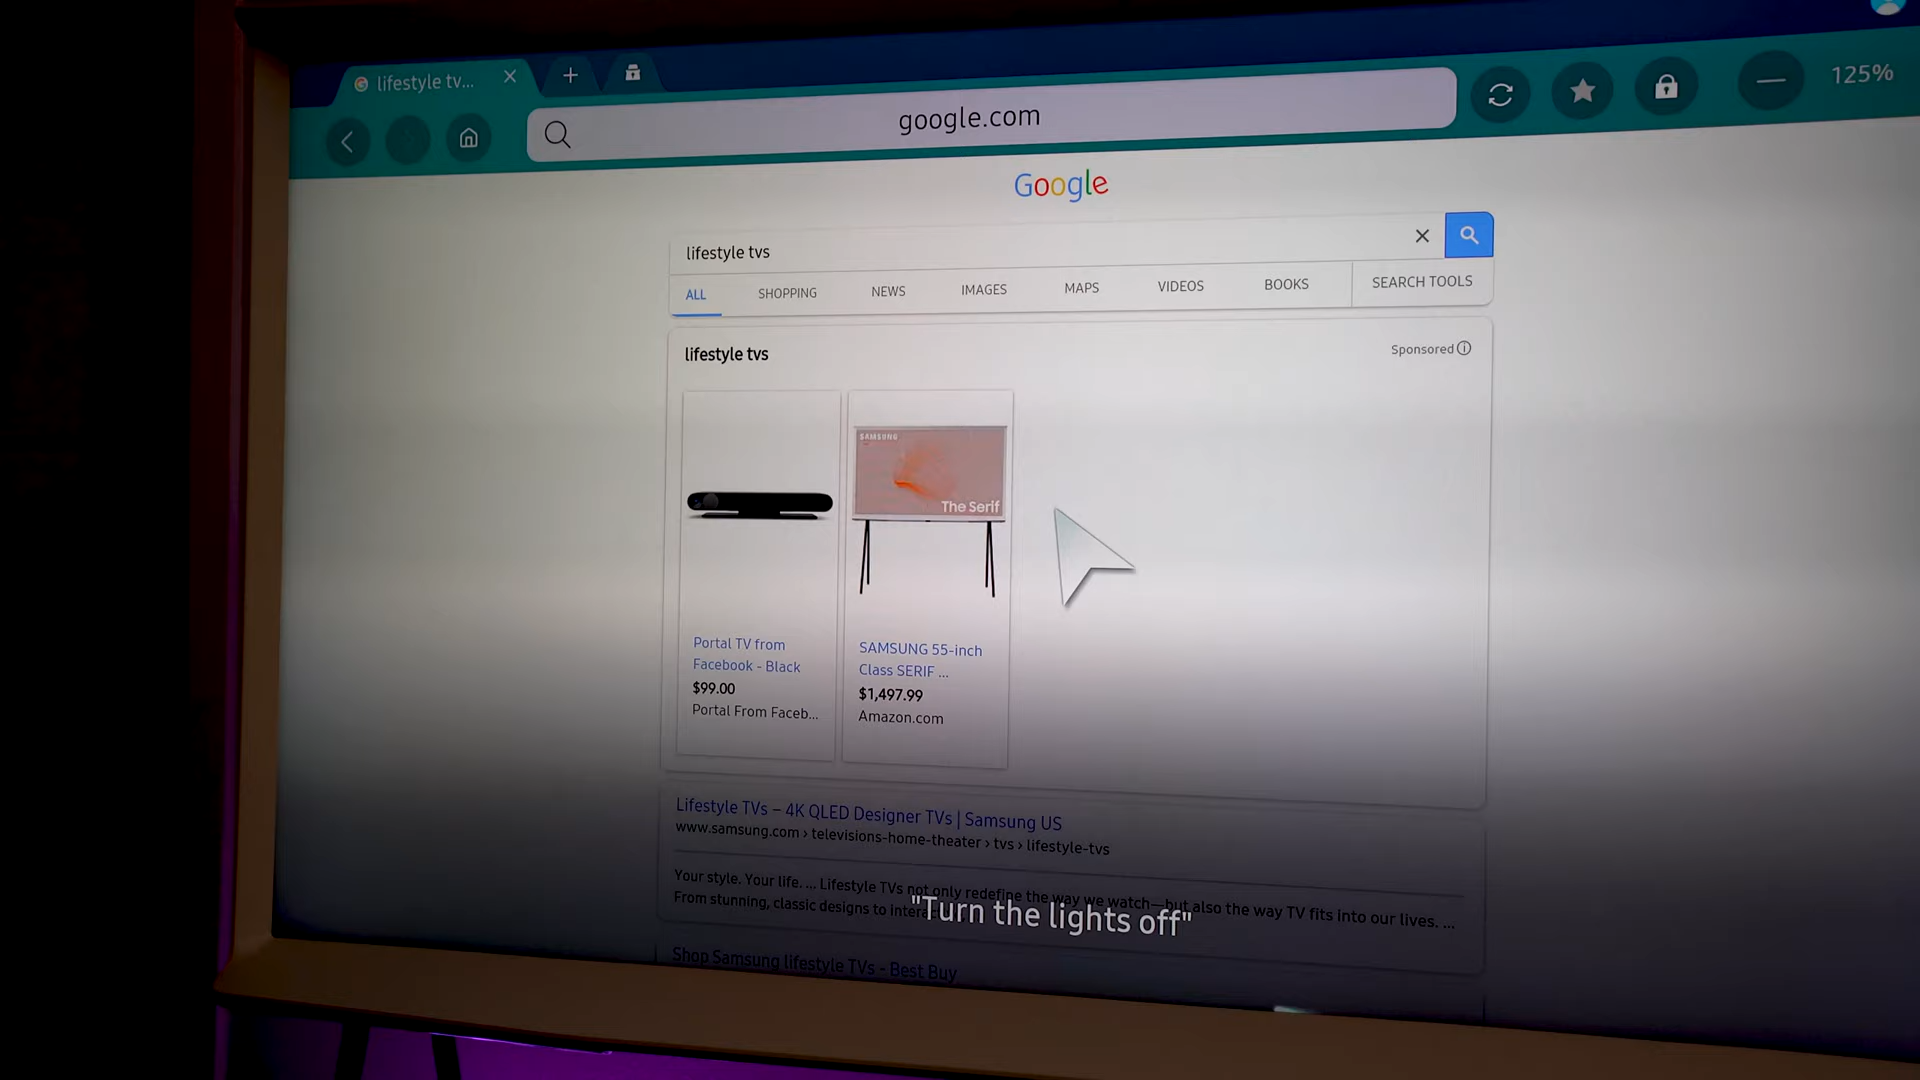 lifestyle tv...
google.com
125%
Google
lifestyle tvs
ALL SHOPPING NEWS IMAGES MAPS VIDEOS BOOKS SEARCH TOOLS
lifestyle tvs
Sponsored
SAMSUNG
The Serif
Portal TV from
Facebook - Black
$99.00
Portal From Faceb...
SAMSUNG 55-inch
Class SERIF ...
$1,497.99
Amazon.com
Lifestyle TVs – 4K QLED Designer TVs | Samsung US
www.samsung.com › televisions-home-theater › tvs › lifestyle-tvs
Your style. Your life. ... Lifestyle TVs not only redefine the way we watch—but also the way TV fits into our lives. ...
From stunning, classic designs to
"Turn the lights off"
Shop Samsung lifestyle TVs - Best Buy